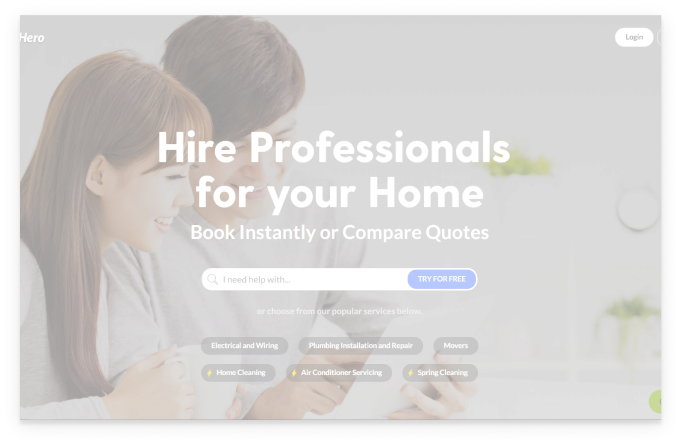 Hero
Login
Hire Professionals
for your Home
Book Instantly or Compare Quotes
I need help with...
TRY FOR FREE
or choose from our popular services below.
Electrical and Wiring
Plumbing Installation and Repair
Movers
Home Cleaning
Air Conditioner Servicing
Spring Cleaning